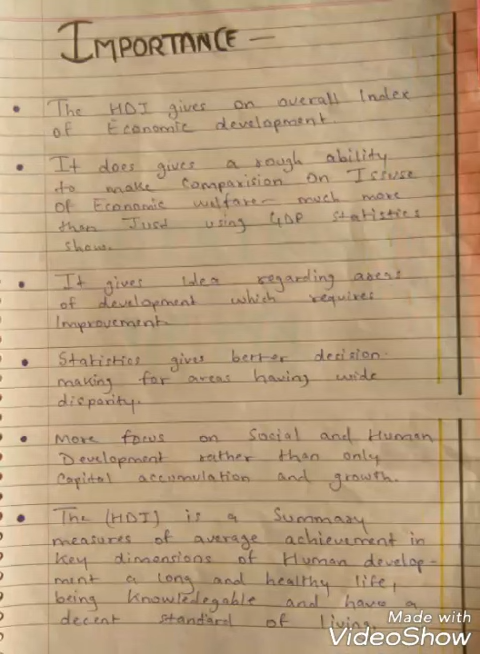 IMPORTANCE -
• The HDI gives on overall Index
of Economic development
• It does gives a rough ability
to make Comparision on Issuse
of Economic welfare- much more
than Just using GDP statistics
show.
• It gives Idea regarding areas
of development which requires
Improvement.
• Statistics gives better decision-
making for areas having wide
disparity.
• More focus on Social and Human
Development rather than only
Capital accumulation and growth.
• The (HDI) is a Summary
measures of average achievement in
key dimensions of Human develop-
ment a long and healthy life,
being knowledegable and have a
decent standard of living
Made with
VideoShow